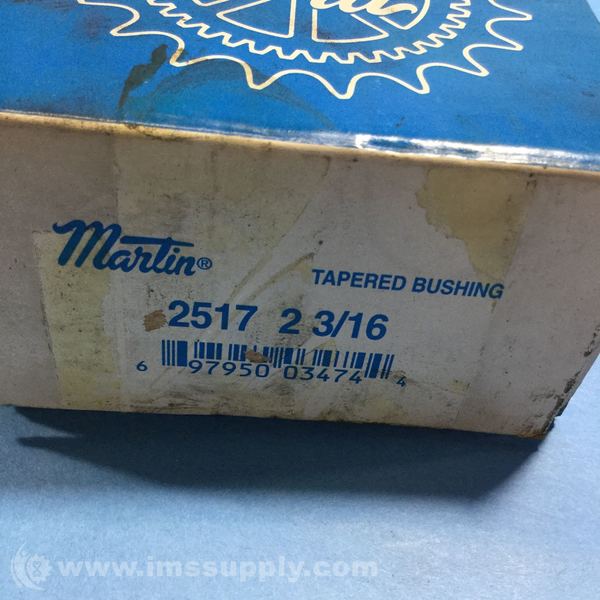 Martin®
TAPERED BUSHING
2517 2 3/16
6 97950 03474 4
www.imssupply.com